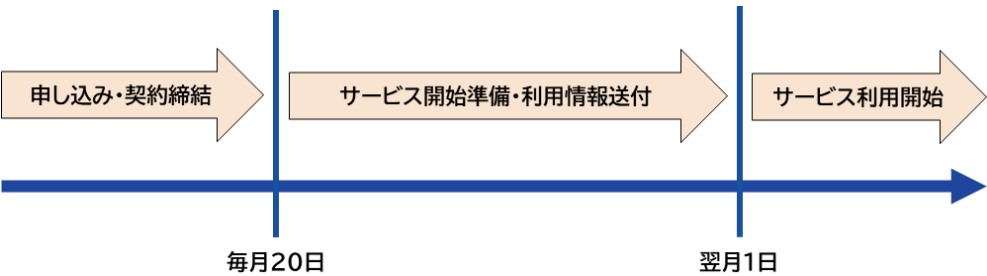 申し込み・契約締結
サービス開始準備・利用情報送付
サービス利用開始
毎月20日
翌月1日